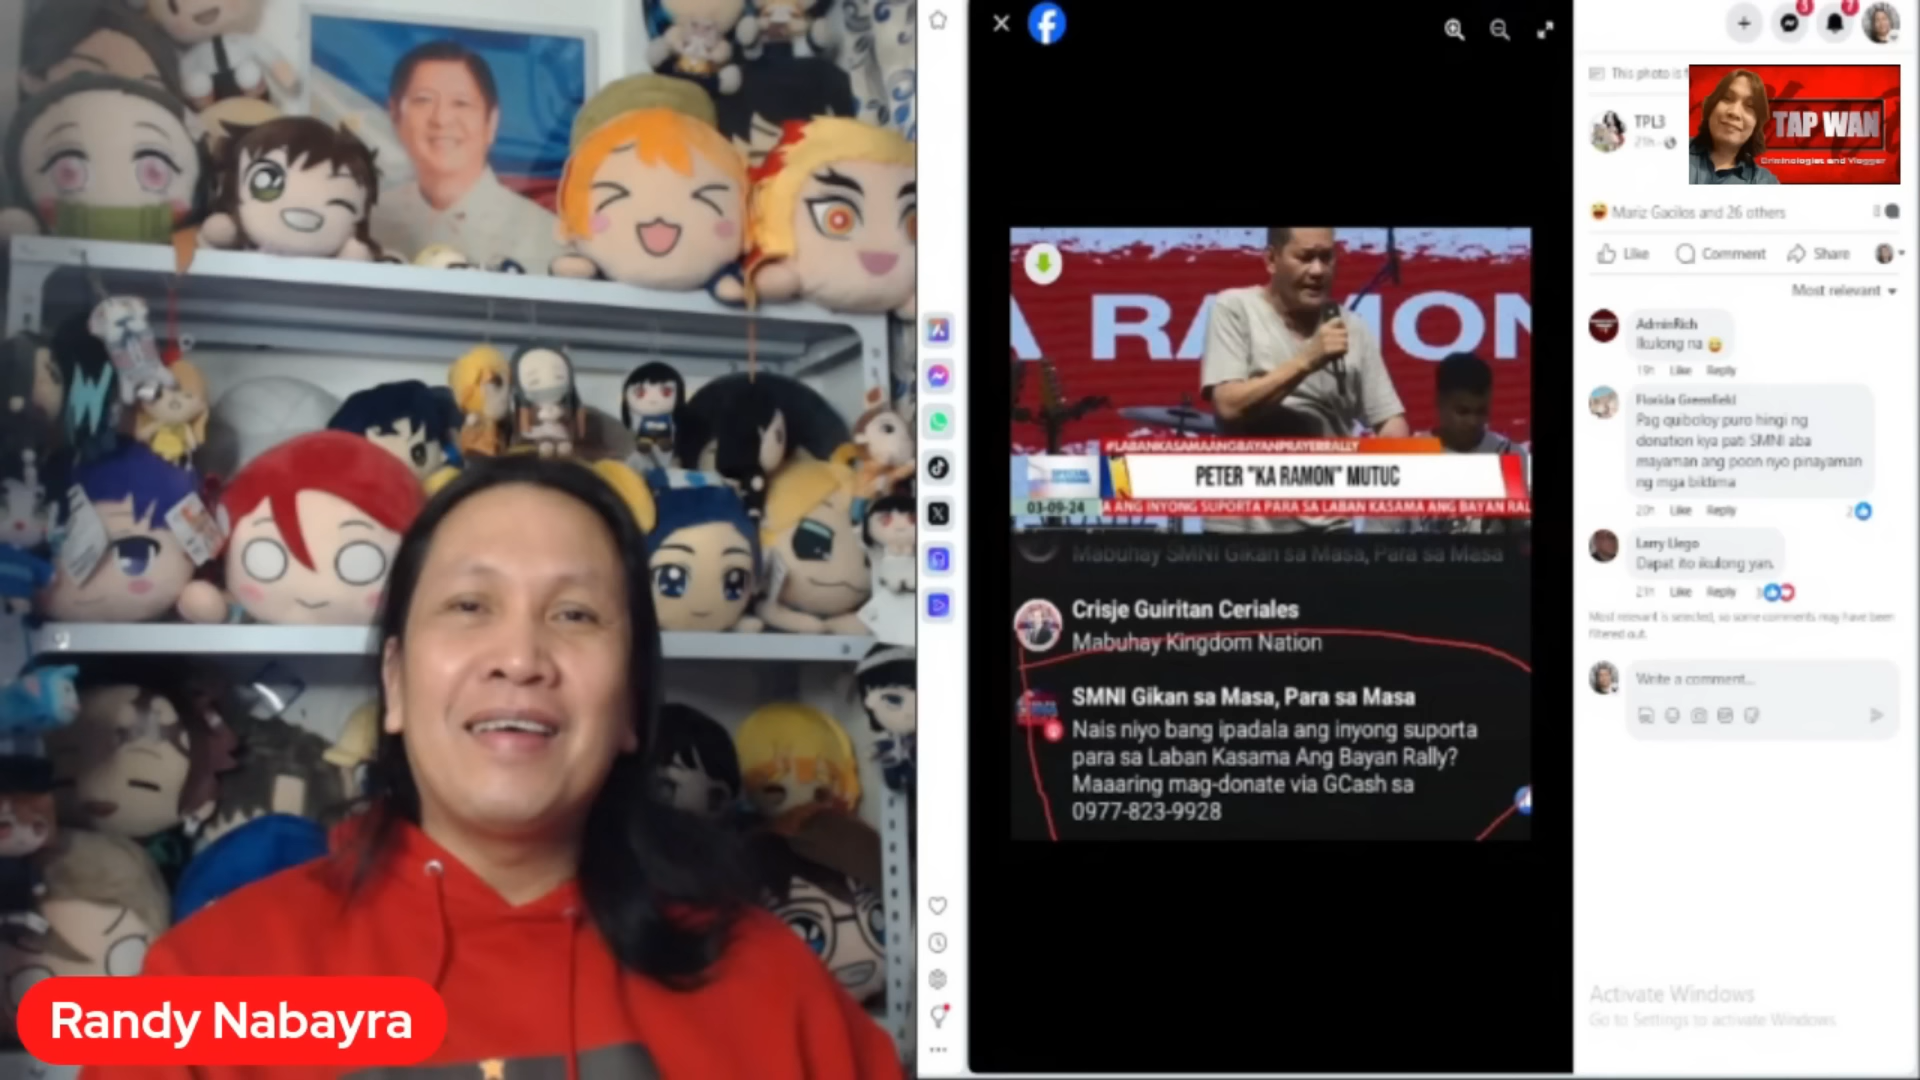 Randy Nabayra
A RAMON
#LABANKASAMAANGBAYANPRAYERRALLY
PETER "KA RAMON" MUTUC
03-09-24
A ANG INYONG SUPORTA PARA SA LABAN KASAMA ANG BAYAN RAL
Mabuhay SMNI Gikan sa Masa, Para sa Masa
Crisje Guiritan Ceriales
Mabuhay Kingdom Nation
SMNI Gikan sa Masa, Para sa Masa
Nais niyo bang ipadala ang inyong suporta
para sa Laban Kasama Ang Bayan Rally?
Maaaring mag-donate via GCash sa
0977-823-9928
3
7
This photo is f
TPL3
21h
TAP WAN
Criminologist and Vlogger
Mariz Gacilos and 26 others
Like Comment Share
Most relevant
AdminRich
Ikulong na
19h Like Reply
Florida Greenfield
Pag quiboloy puro hingi ng
donation kya pati SMNI aba
mayaman ang poon nyo pinayaman
ng mga biktima
20h Like Reply 2
Larry Llego
Dapat ito ikulong yan.
21h Like Reply 3
Most relevant is selected, so some comments may have been
filtered out.
Write a comment...
Activate Windows
Go to Settings to activate Windows.